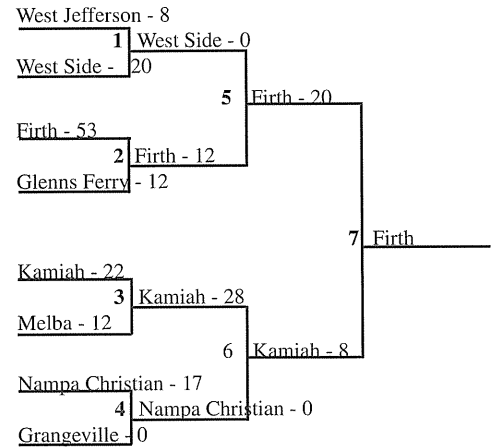 West Jefferson - 8
1 West Side - 0
West Side - 20
5 Firth - 20
Firth - 53
2 Firth - 12
Glenns Ferry - 12
7 Firth
Kamiah - 22
3 Kamiah - 28
Melba - 12
6 Kamiah - 8
Nampa Christian - 17
4 Nampa Christian - 0
Grangeville - 0